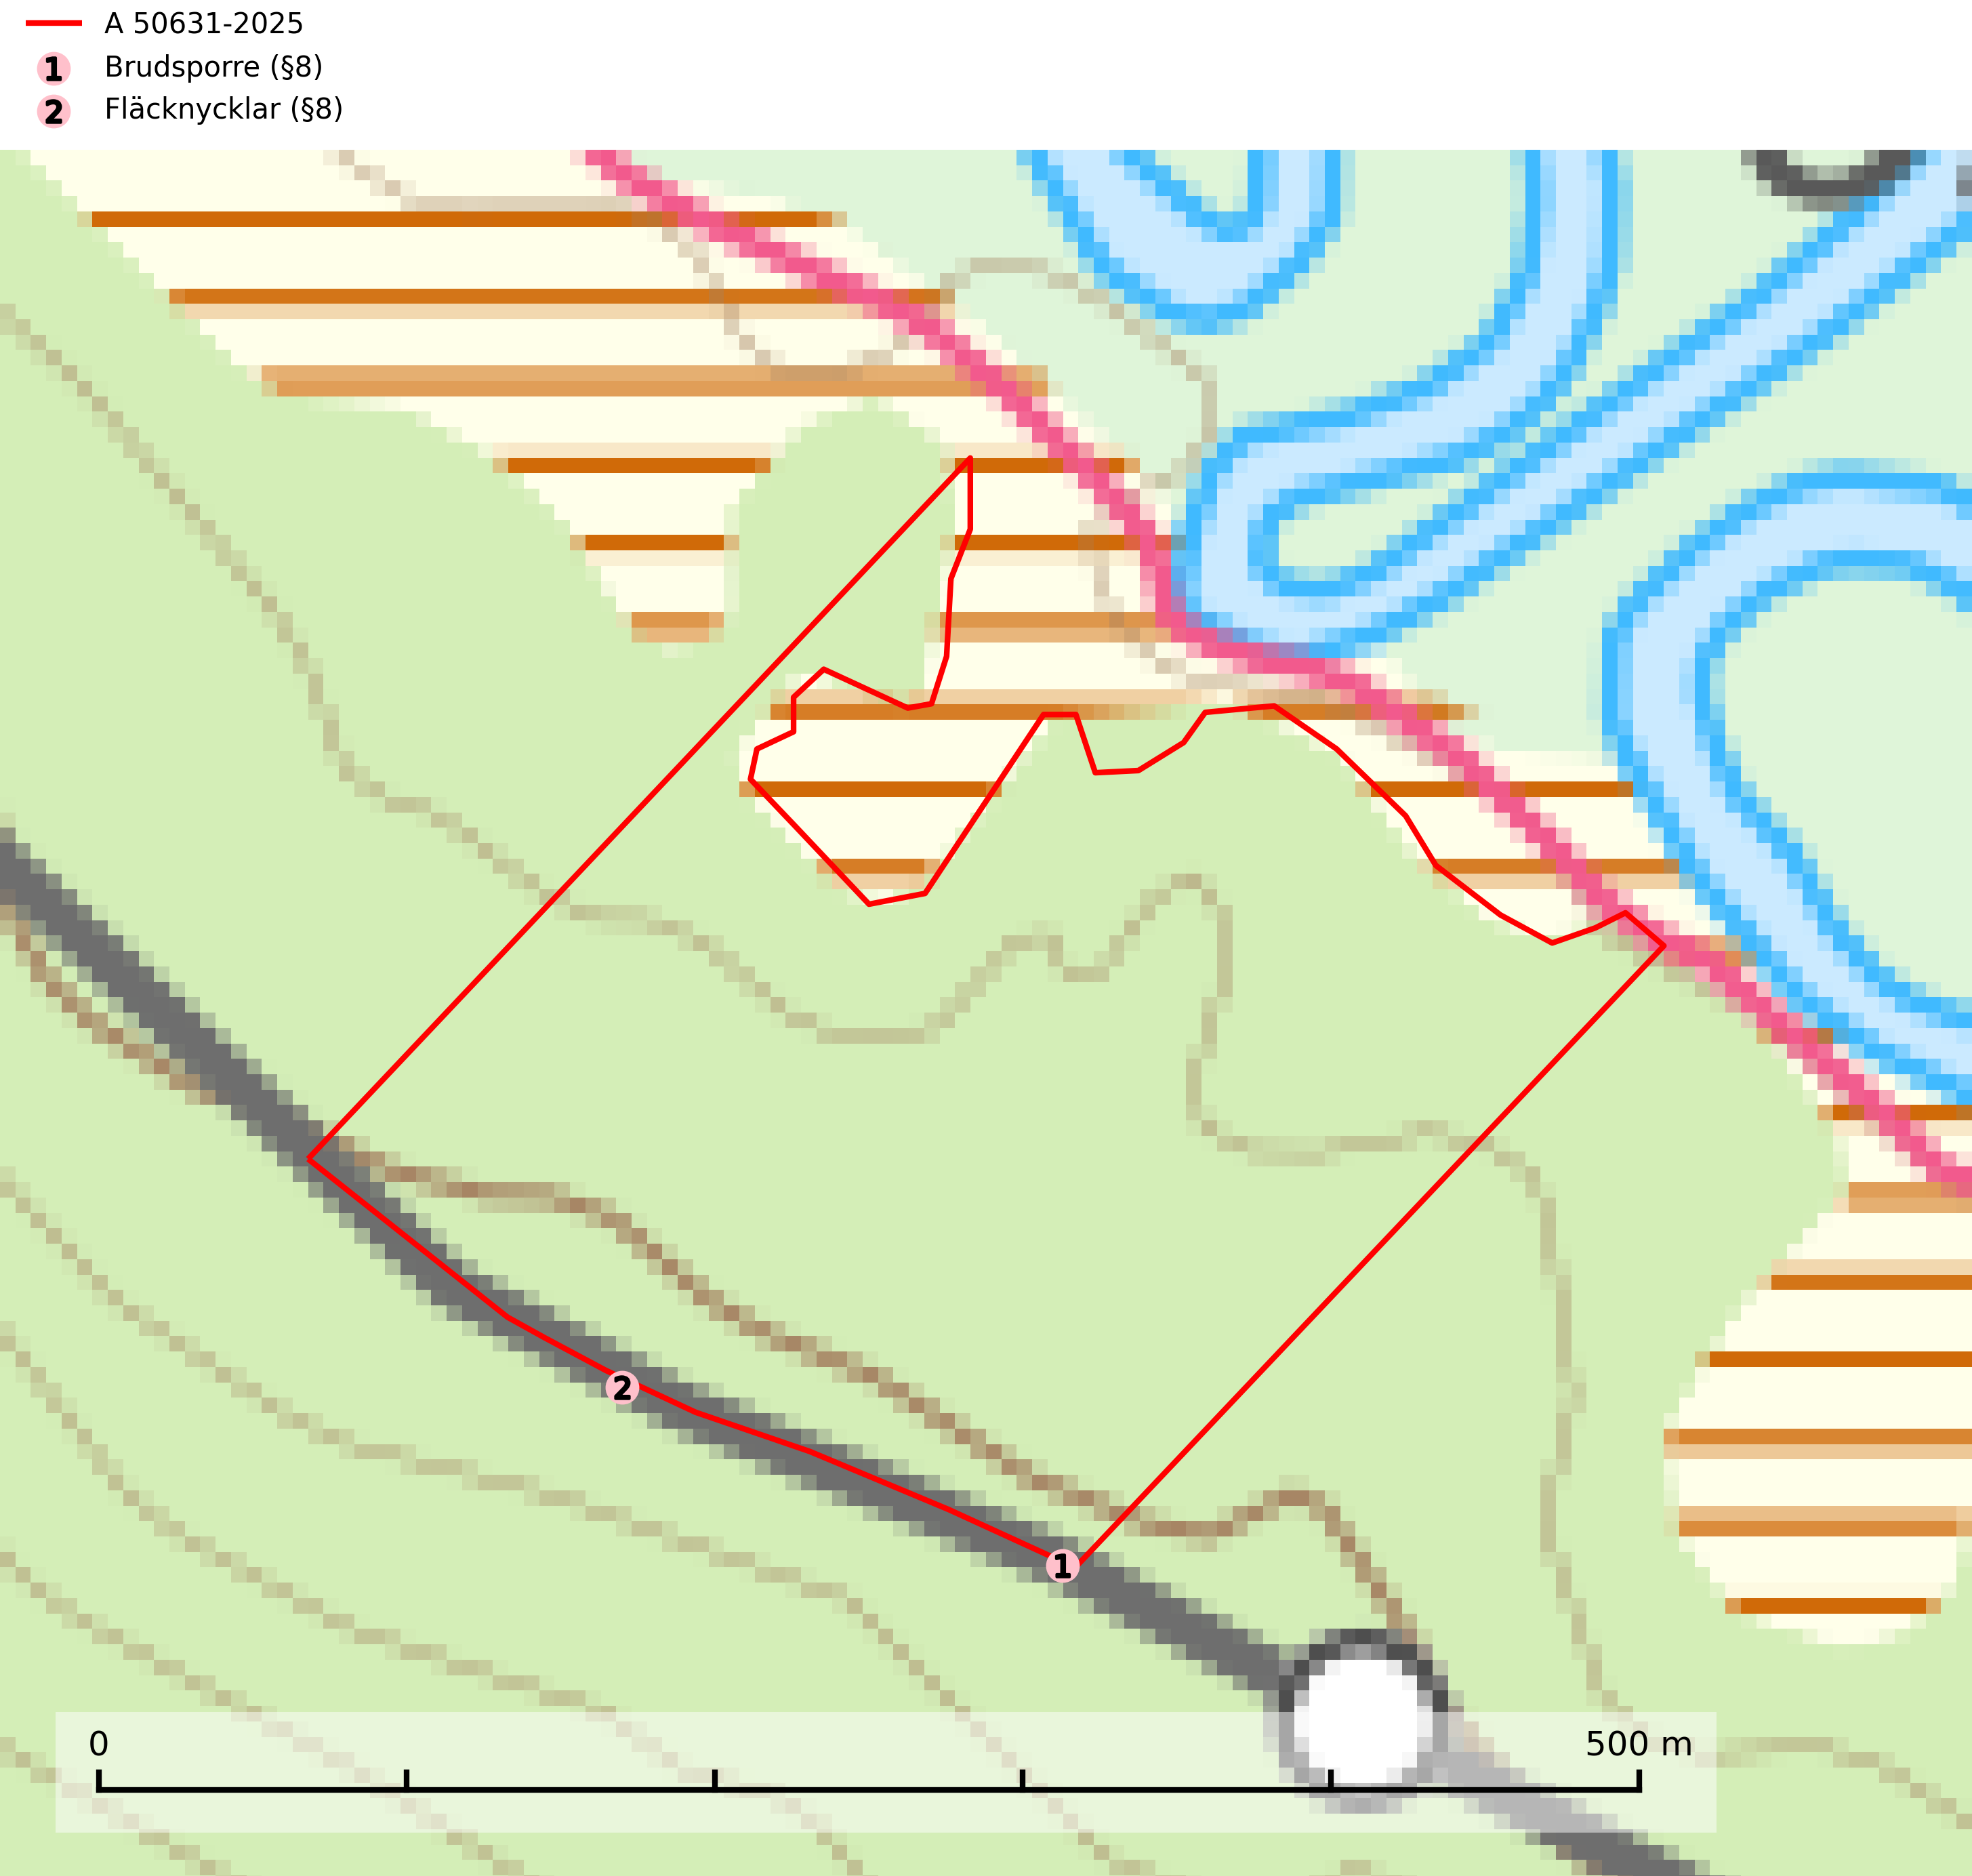 A 50631-2025
1 Brudsporre (§8)
2 Fläcknycklar (§8)
2
1
0 500 m